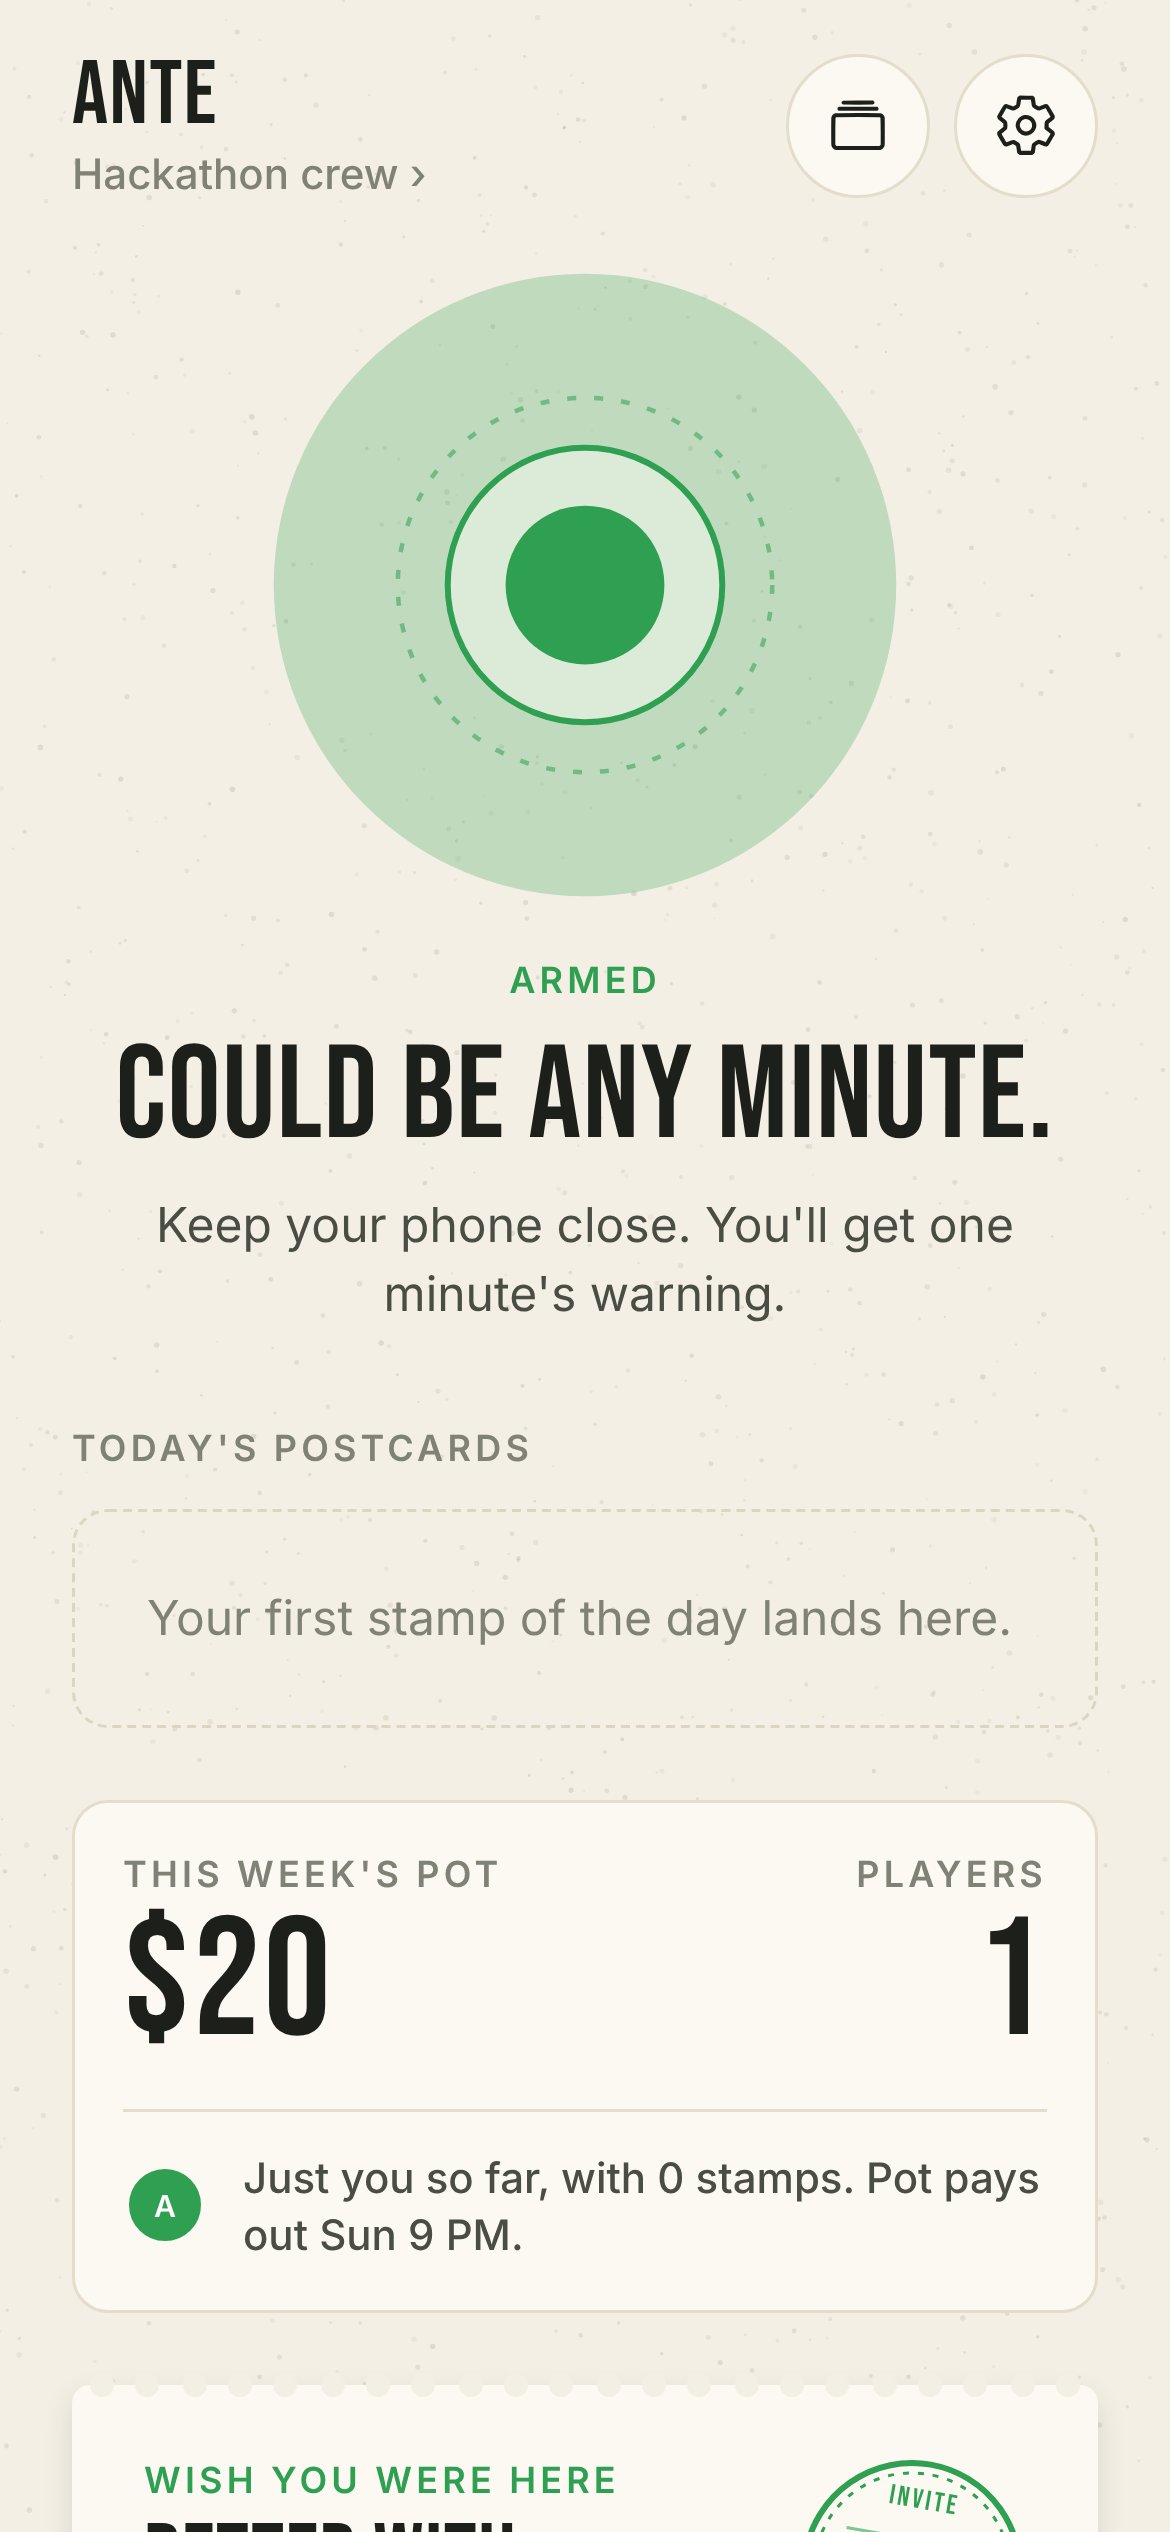 ANTE
Hackathon crew ›
ARMED
COULD BE ANY MINUTE.
Keep your phone close. You'll get one
minute's warning.
TODAY'S POSTCARDS
Your first stamp of the day lands here.
THIS WEEK'S POT
PLAYERS
$20
1
A
Just you so far, with 0 stamps. Pot pays
out Sun 9 PM.
WISH YOU WERE HERE
INVITE
BETTER WITH